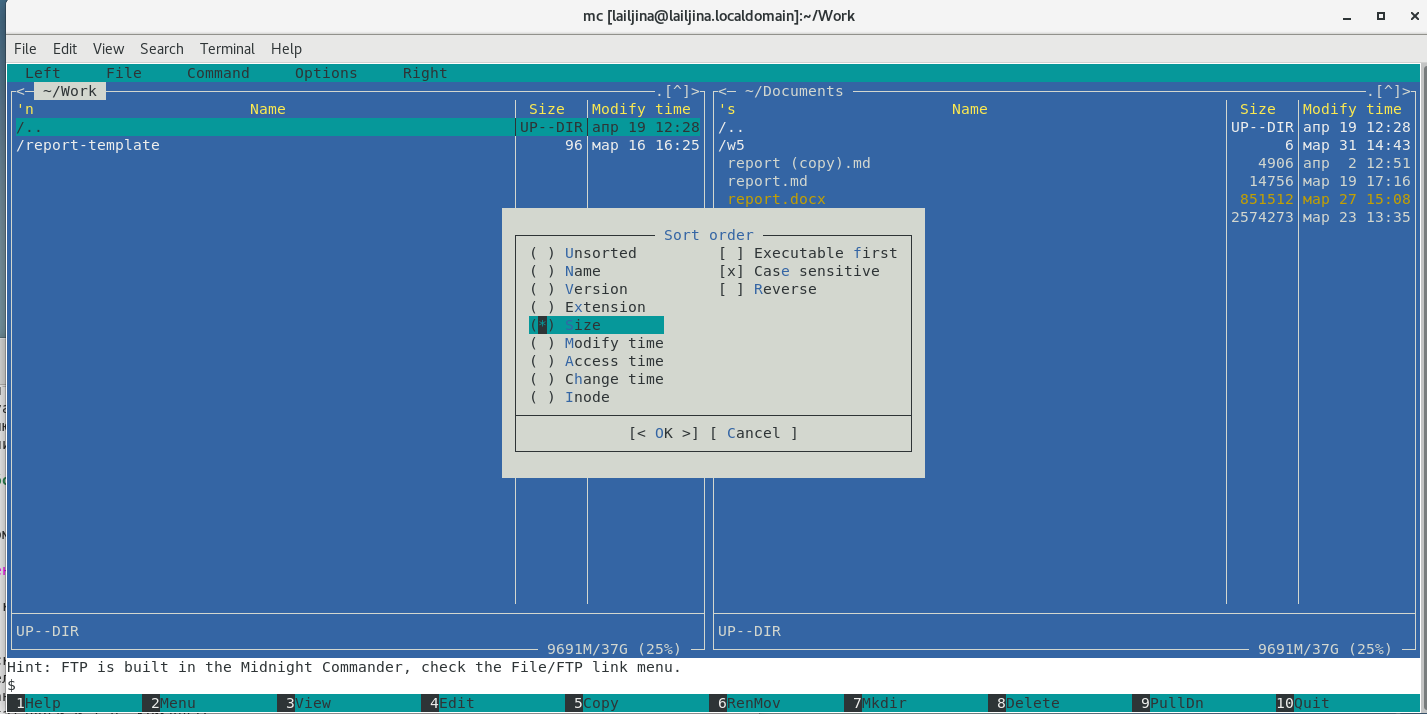 mc [lailjina@lailjina.localdomain]:~/Work
File Edit View Search Terminal Help
Left File Command Options Right
<— ~/Work .[^]> <— ~/Documents .[^]>
'n Name Size Modify time 's Name Size Modify time
/.. UP--DIR апр 19 12:28 /.. UP--DIR апр 19 12:28
/report-template 96 мар 16 16:25 /w5 6 мар 31 14:43
report (copy).md 4906 апр 2 12:51
report.md 14756 мар 19 17:16
report.docx 851512 мар 27 15:08
2574273 мар 23 13:35
Sort order
( ) Unsorted [ ] Executable first
( ) Name [x] Case sensitive
( ) Version [ ] Reverse
( ) Extension
(*) Size
( ) Modify time
( ) Access time
( ) Change time
( ) Inode
[< OK >] [ Cancel ]
UP--DIR UP--DIR
9691M/37G (25%) 9691M/37G (25%)
Hint: FTP is built in the Midnight Commander, check the File/FTP link menu.
$
1Help 2Menu 3View 4Edit 5Copy 6RenMov 7Mkdir 8Delete 9PullDn 10Quit